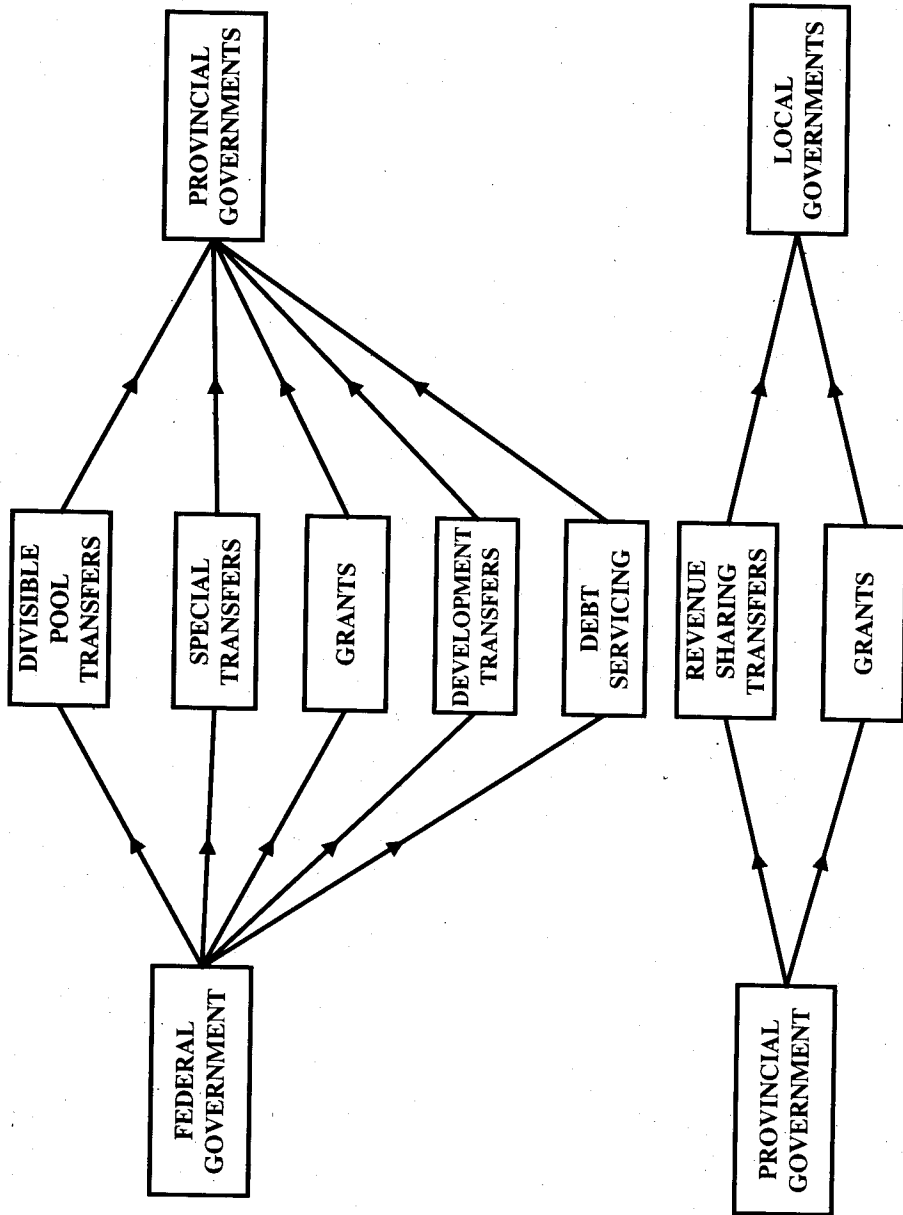 FEDERAL
GOVERNMENT
DIVISIBLE
POOL
TRANSFERS
SPECIAL
TRANSFERS
GRANTS
DEVELOPMENT
TRANSFERS
DEBT
SERVICING
PROVINCIAL
GOVERNMENTS
PROVINCIAL
GOVERNMENT
REVENUE
SHARING
TRANSFERS
GRANTS
LOCAL
GOVERNMENTS